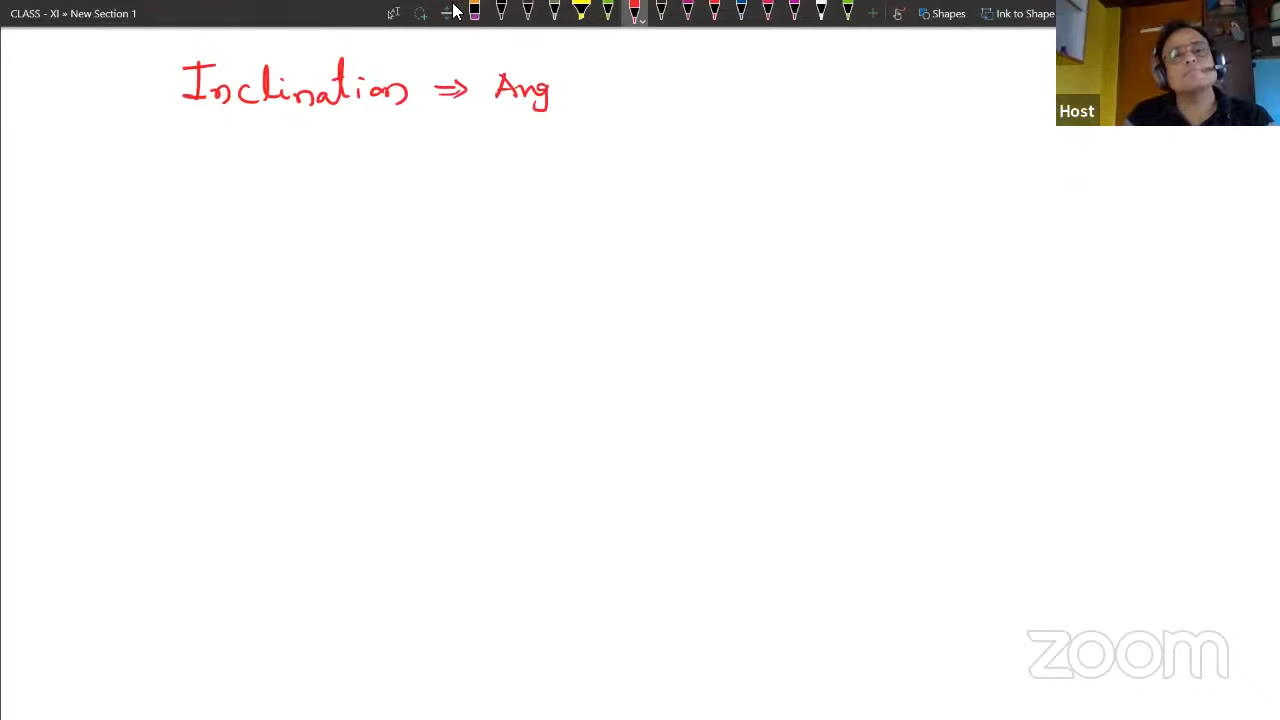 CLASS - XI » New Section 1
Shapes
Ink to Shape
Inclination ⇒ Ang
Host
zoom